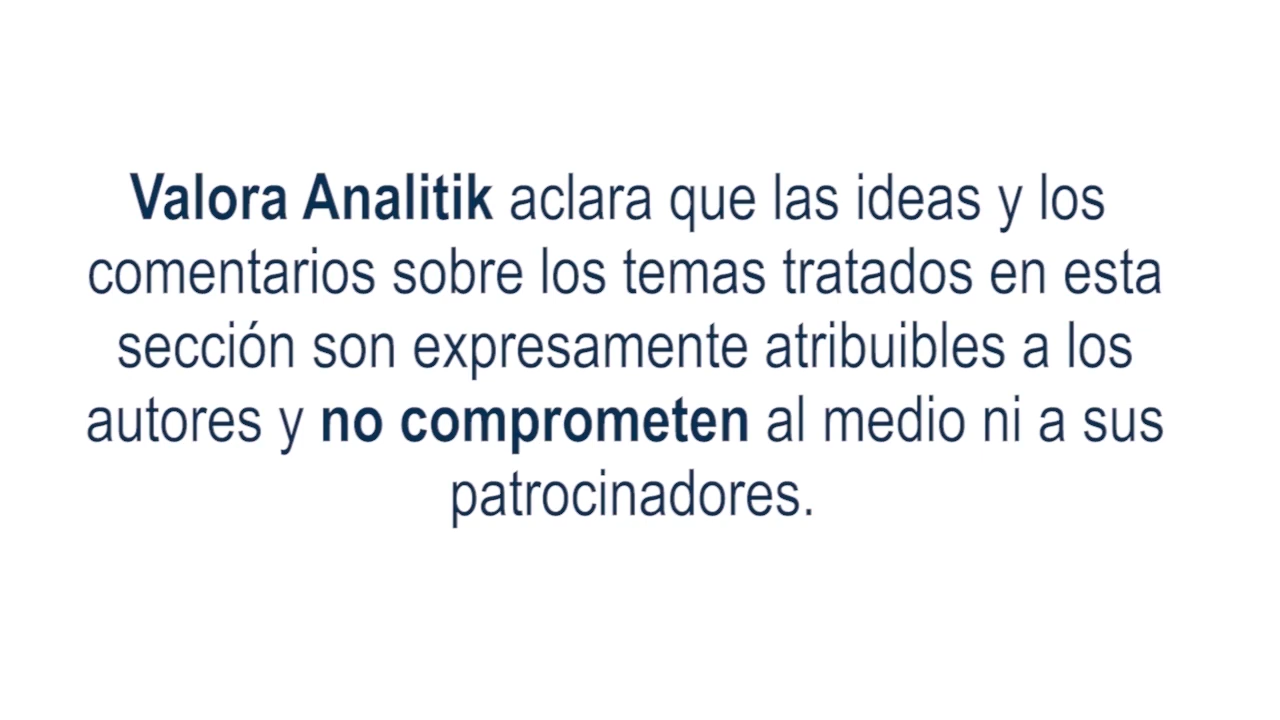 Valora Analitik aclara que las ideas y los
comentarios sobre los temas tratados en esta
sección son expresamente atribuibles a los
autores y no comprometen al medio ni a sus
patrocinadores.